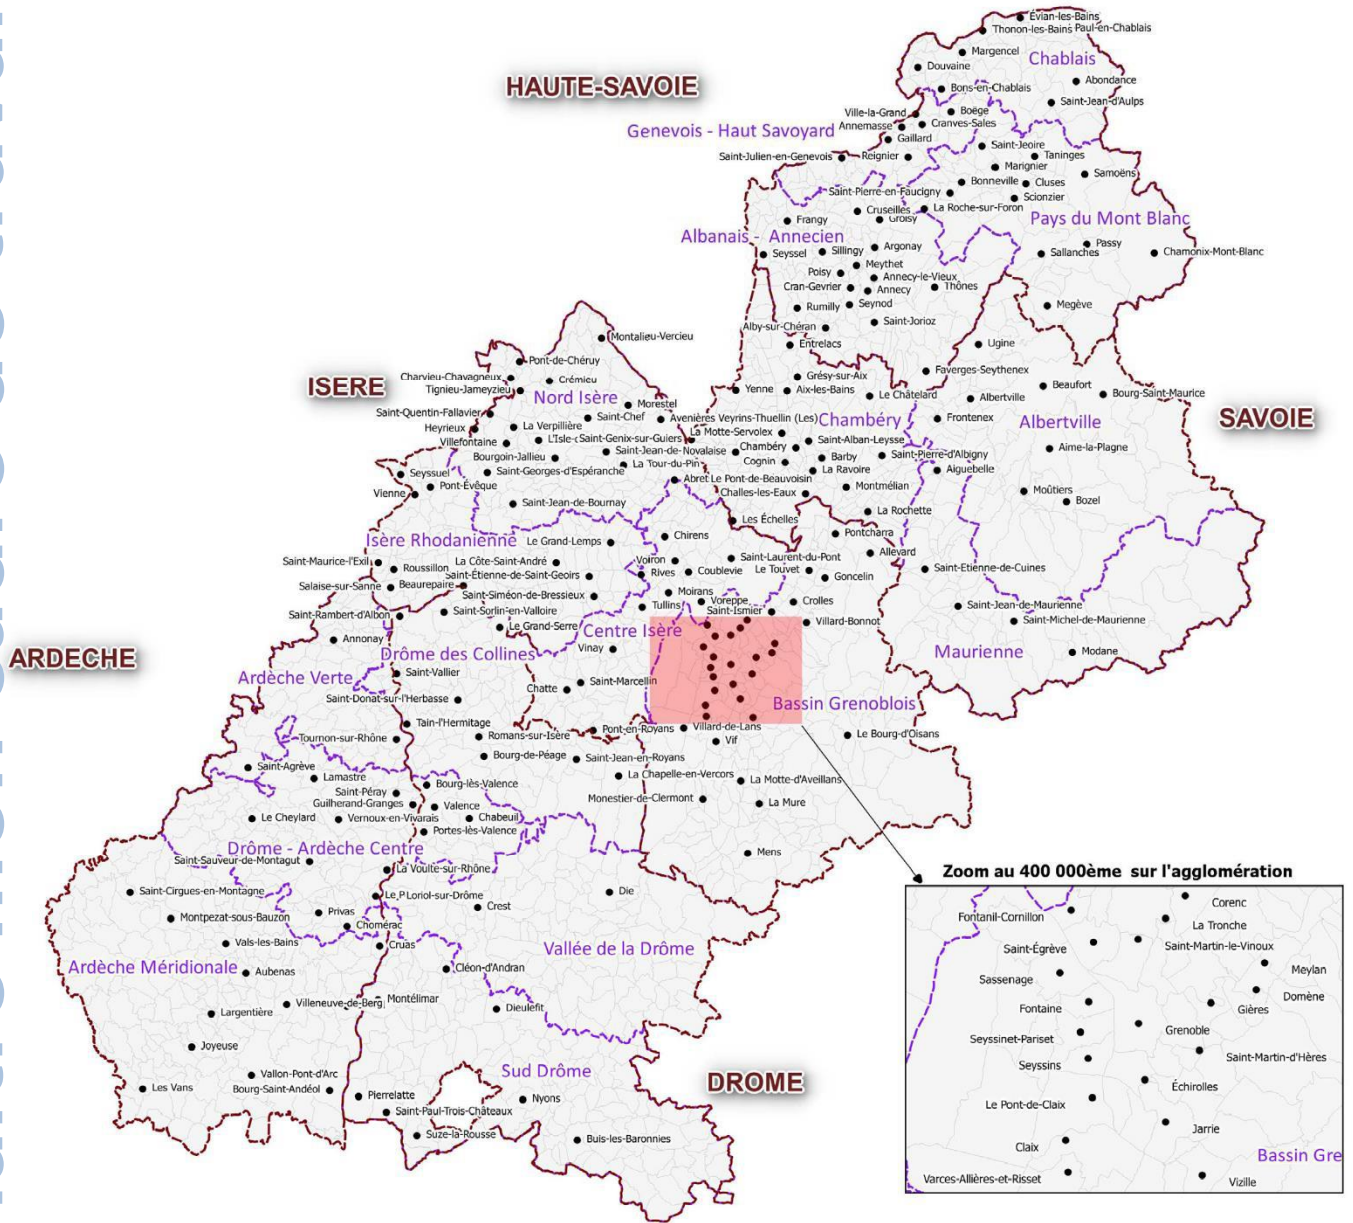 Évian-les-Bains
Thonon-les-Bains Paul-en-Chablais
Margencel
Chablais
Douvaine
HAUTE-SAVOIE
Abondance
Bons-en-Chablais
Saint-Jean-d'Aulps
Ville-la-Grand
Boëge
Genevois - Haut Savoyard
Annemasse
Cranves-Sales
Gaillard
Saint-Jeoire
Saint-Julien-en-Genevois
Reignier
Taninges
Marignier
Samoëns
Bonneville
Cluses
Saint-Pierre-en-Faucigny
Scionzier
Cruseilles
La Roche-sur-Foron
Frangy
Groisy
Pays du Mont Blanc
Albanais - Annecien
Argonay
Passy
Seyssel
Sillingy
Sallanches
Chamonix-Mont-Blanc
Meythet
Poisy
Annecy-le-Vieux
Cran-Gevrier
Annecy
Thônes
Rumilly
Seynod
Megève
Saint-Jorioz
Alby-sur-Chéran
Montalieu-Vercieu
Entrelacs
Ugine
Pont-de-Chéruy
Faverges-Seythenex
Charvieu-Chavagneux
Crémieu
Grésy-sur-Aix
ISERE
Tignieu-Jameyzieu
Yenne
Aix-les-Bains
Beaufort
Nord Isère
Le Châtelard
Albertville
Bourg-Saint-Maurice
Morestel
Saint-Quentin-Fallavier
Saint-Chef
Avenières Veyrins-Thuellin (Les)
Chambéry
Frontenex
Albertville
SAVOIE
Heyrieux
La Verpillière
La Motte-Servolex
Villefontaine
L'Isle-
Saint-Genix-sur-Guiers
Saint-Alban-Leysse
Saint-Jean-de-Bournay
Bourgoin-Jallieu
Saint-Jean-de-Novalaise
Chambéry
Aime-la-Plagne
Barby
Saint-Pierre-d'Albigny
La Tour-du-Pin
Cognin
Seyssuel
Saint-Georges-d'Espéranche
La Ravoire
Aiguebelle
Pont-Évêque
Abret
Le Pont-de-Beauvoisin
Montmélian
Moûtiers
Vienne
Challes-les-Eaux
Bozel
La Rochette
Les Échelles
Isère Rhodanienne
Le Grand-Lemps
Chirens
Pontcharra
Saint-Maurice-l'Exil
La Côte-Saint-André
Voiron
Saint-Laurent-du-Pont
Allevard
Roussillon
Saint-Étienne-de-Saint-Geoirs
Rives
Coublevie
Le Touvet
Saint-Etienne-de-Cuines
Salaise-sur-Sanne
Beaurepaire
Goncelin
Saint-Siméon-de-Bressieux
Moirans
Voreppe
Crolles
Saint-Rambert-d'Albon
Saint-Sorlin-en-Valloire
Tullins
Saint-Ismier
Saint-Jean-de-Maurienne
Le Grand-Serre
Villard-Bonnot
Saint-Michel-de-Maurienne
Annonay
Centre Isère
ARDECHE
Drôme des Collines
Vinay
Maurienne
Modane
Ardèche Verte
Saint-Vallier
Saint-Marcellin
Chatte
Saint-Donat-sur-l'Herbasse
Bassin Grenoblois
Tain-l'Hermitage
Pont-en-Royans
Villard-de-Lans
Tournon-sur-Rhône
Romans-sur-Isère
Vif
Le Bourg-d'Oisans
Bourg-de-Péage
Saint-Jean-en-Royans
Saint-Agrève
Lamastre
La Chapelle-en-Vercors
La Motte-d'Aveillans
Bourg-lès-Valence
Saint-Péray
Guilherand-Granges
Valence
Monestier-de-Clermont
La Mure
Le Cheylard
Vernoux-en-Vivarais
Chabeuil
Portes-lès-Valence
Drôme - Ardèche Centre
Mens
Saint-Sauveur-de-Montagut
La Voulte-sur-Rhône
Zoom au 400 000ème sur l'agglomération
Saint-Cirgues-en-Montagne
Le P
Loriol-sur-Drôme
Die
Crest
Montpezat-sous-Bauzon
Privas
Chomérac
Vals-les-Bains
Cruas
Vallée de la Drôme
Ardèche Méridionale
Aubenas
Cléon-d'Andran
Villeneuve-de-Berg
Montélimar
Dieulefit
Largentière
Joyeuse
Sud Drôme
Vallon-Pont-d'Arc
DROME
Les Vans
Bourg-Saint-Andéol
Pierrelatte
Nyons
Saint-Paul-Trois-Châteaux
Suze-la-Rousse
Buis-les-Baronnies
Corenc
Fontanil-Cornillon
La Tronche
Saint-Égrève
Saint-Martin-le-Vinoux
Meylan
Sassenage
Domène
Fontaine
Gières
Grenoble
Seyssinet-Pariset
Saint-Martin-d'Hères
Seyssins
Échirolles
Le Pont-de-Claix
Jarrie
Claix
Bassin Gre
Varces-Allières-et-Risset
Vizille